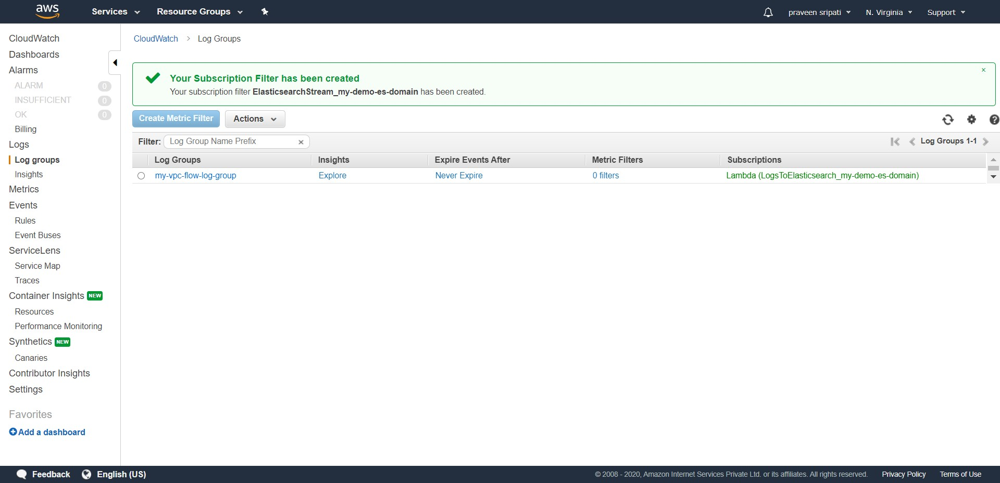 aws Services Resource Groups praveen sripati N. Virginia Support
CloudWatch
Dashboards
Alarms
ALARM 0
INSUFFICIENT 0
OK 0
Billing
Logs
Log groups
Insights
Metrics
Events
Rules
Event Buses
ServiceLens
Service Map
Traces
Container Insights NEW
Resources
Performance Monitoring
Synthetics NEW
Canaries
Contributor Insights
Settings
Favorites
Add a dashboard
CloudWatch > Log Groups
Your Subscription Filter has been created ×
Your subscription filter ElasticsearchStream_my-demo-es-domain has been created.
Create Metric Filter Actions ?
Filter: Log Group Name Prefix × Log Groups 1-1
Log Groups Insights Expire Events After Metric Filters Subscriptions
my-vpc-flow-log-group Explore Never Expire 0 filters Lambda (LogsToElasticsearch_my-demo-es-domain)
Feedback English (US) © 2008 - 2020, Amazon Internet Services Private Ltd. or its affiliates. All rights reserved. Privacy Policy Terms of Use